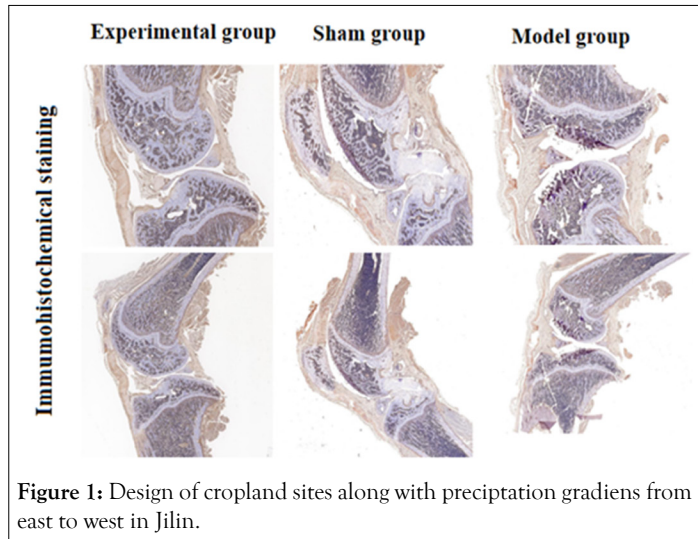 Experimental group Sham group Model group
Immunohistochemical staining
Figure 1: Design of cropland sites along with preciptation gradiens from
east to west in Jilin.